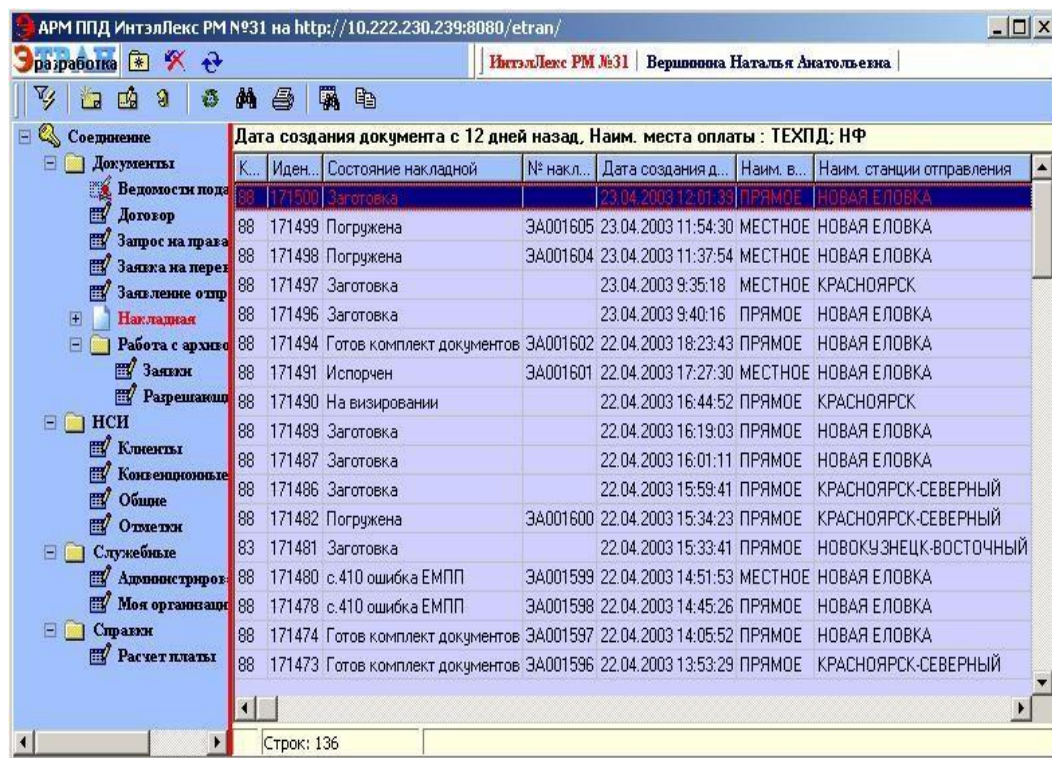 АРМ ППД ИнтэлЛекс РМ №31 на http://10.222.230.239:8080/etran/
ЭТРАН разработка
ИнтэлЛекс РМ №31 Вершинина Наталья Анатольевна
Соединение
Документы
Ведомости пода
Договор
Запрос на права
Заявка на перев
Заявление отпр
Накладная
Работа с архиво
Заявки
Разрешающи
НСИ
Клиенты
Конвенционные
Общие
Отметки
Служебные
Администриров
Моя организаци
Справки
Расчет платы
Дата создания документа с 12 дней назад, Наим. места оплаты : ТЕХПД; НФ
К... Иден... Состояние накладной № накл... Дата создания д... Наим. в... Наим. станции отправления
88 171500 Заготовка 23.04.2003 12:01:39 ПРЯМОЕ НОВАЯ ЕЛОВКА
88 171499 Погружена ЭА001605 23.04.2003 11:54:30 МЕСТНОЕ НОВАЯ ЕЛОВКА
88 171498 Погружена ЭА001604 23.04.2003 11:37:54 МЕСТНОЕ НОВАЯ ЕЛОВКА
88 171497 Заготовка 23.04.2003 9:35:18 МЕСТНОЕ КРАСНОЯРСК
88 171496 Заготовка 23.04.2003 9:40:16 ПРЯМОЕ НОВАЯ ЕЛОВКА
88 171494 Готов комплект документов ЭА001602 22.04.2003 18:23:43 ПРЯМОЕ НОВАЯ ЕЛОВКА
88 171491 Испорчен ЭА001601 22.04.2003 17:27:30 МЕСТНОЕ НОВАЯ ЕЛОВКА
88 171490 На визировании 22.04.2003 16:44:52 ПРЯМОЕ КРАСНОЯРСК
88 171489 Заготовка 22.04.2003 16:19:03 ПРЯМОЕ НОВАЯ ЕЛОВКА
88 171487 Заготовка 22.04.2003 16:01:11 ПРЯМОЕ НОВАЯ ЕЛОВКА
88 171486 Заготовка 22.04.2003 15:59:41 ПРЯМОЕ КРАСНОЯРСК-СЕВЕРНЫЙ
88 171482 Погружена ЭА001600 22.04.2003 15:34:23 ПРЯМОЕ КРАСНОЯРСК-СЕВЕРНЫЙ
83 171481 Заготовка 22.04.2003 15:33:41 ПРЯМОЕ НОВОКУЗНЕЦК-ВОСТОЧНЫЙ
88 171480 с.410 ошибка ЕМПП ЭА001599 22.04.2003 14:51:53 МЕСТНОЕ НОВАЯ ЕЛОВКА
88 171478 с.410 ошибка ЕМПП ЭА001598 22.04.2003 14:45:26 ПРЯМОЕ НОВАЯ ЕЛОВКА
88 171474 Готов комплект документов ЭА001597 22.04.2003 14:05:52 ПРЯМОЕ НОВАЯ ЕЛОВКА
88 171473 Готов комплект документов ЭА001596 22.04.2003 13:53:29 ПРЯМОЕ КРАСНОЯРСК-СЕВЕРНЫЙ
Строк: 136